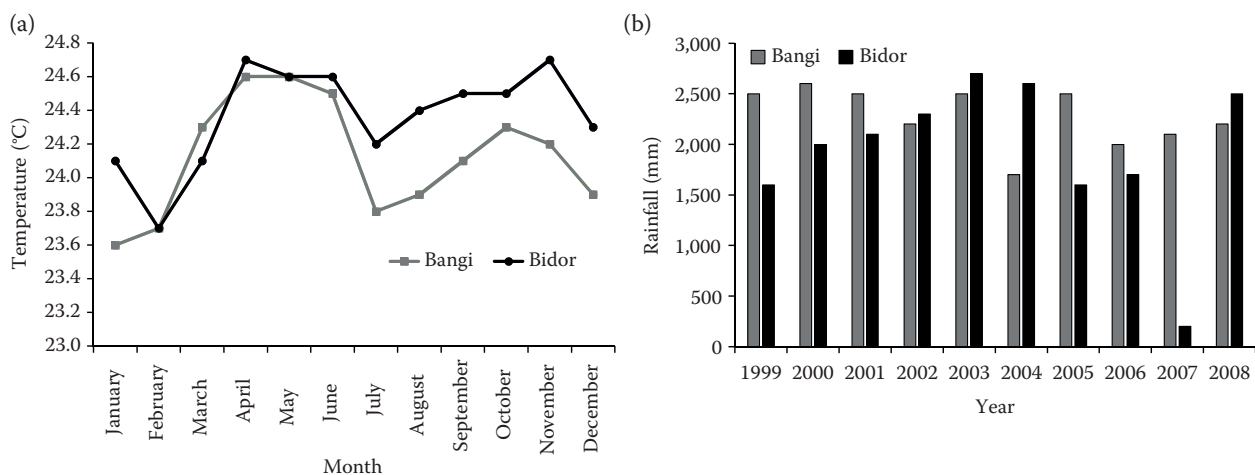 (a)
Temperature (°C)
24.8
24.6
24.4
24.2
24.0
23.8
23.6
23.4
23.2
23.0
Bangi Bidor
January
February
March
April
May
June
July
August
September
October
November
December
Month
(b)
Rainfall (mm)
3,000
2,500
2,000
1,500
1,000
500
0
Bangi Bidor
1999 2000 2001 2002 2003 2004 2005 2006 2007 2008
Year